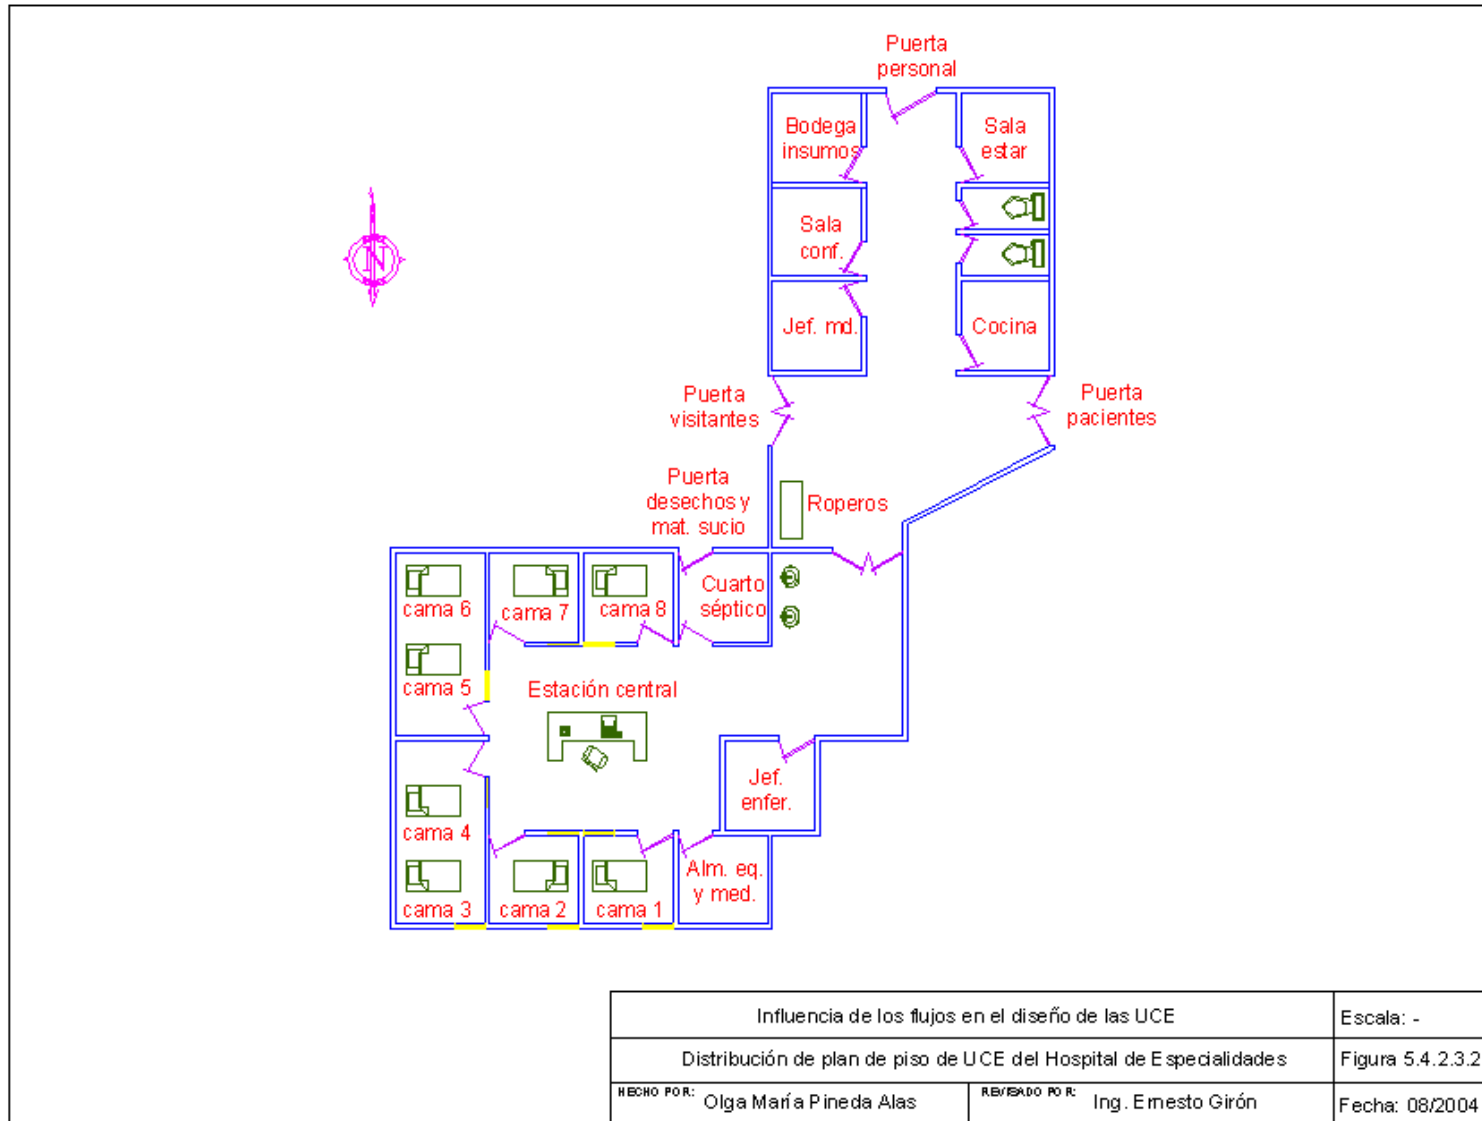 Puerta
personal
Bodega
insumos
Sala
estar
N
Sala
conf.
Jef. md.
Cocina
Puerta
visitantes
Puerta
pacientes
Puerta
desechos y
mat. sucio
Roperos
cama 6
cama 7
cama 8
Cuarto
séptico
cama 5
Estación central
cama 4
Jef.
enfer.
cama 3
cama 2
cama 1
Alm. eq.
y med.
Influencia de los flujos en el diseño de las UCE
Escala: -
Distribución de plan de piso de UCE del Hospital de Especialidades
Figura 5.4.2.3.2
HECHO POR: Olga María Pineda Alas
REVISADO POR: Ing. Ernesto Girón
Fecha: 08/2004